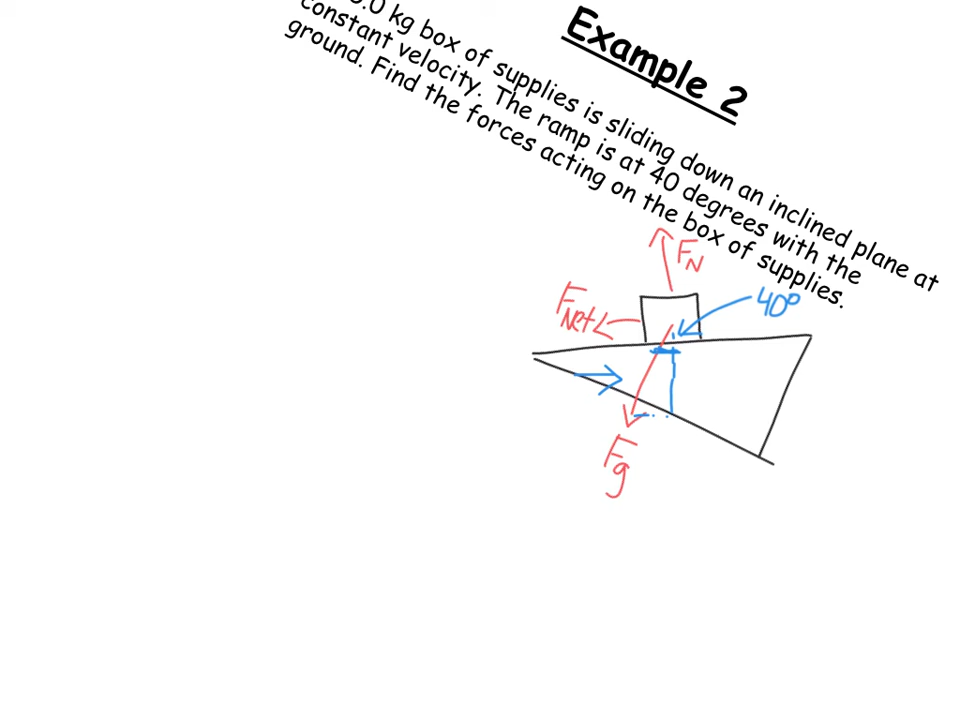 Example 2
.0 kg box of supplies is sliding down an inclined plane at
constant velocity. The ramp is at 40 degrees with the
ground. Find the forces acting on the box of supplies.
FN
40°
FNet
Fg